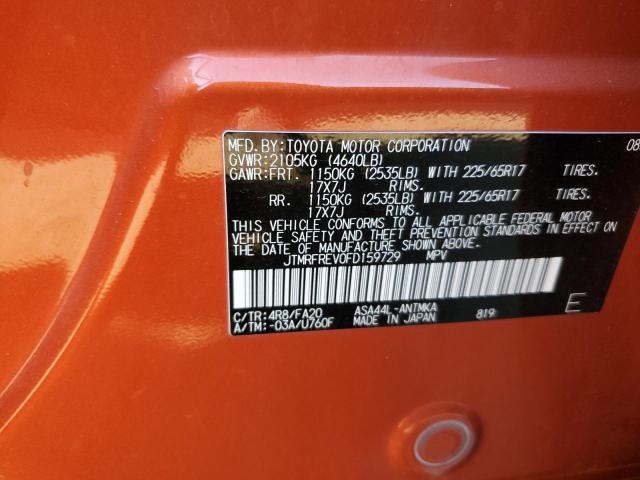 MFD.BY:TOYOTA MOTOR CORPORATION 08
GVWR:2105KG (4640LB)
GAWR:FRT. 1150KG (2535LB) WITH 225/65R17 TIRES.
17X7J RIMS.
RR. 1150KG (2535LB) WITH 225/65R17 TIRES.
17X7J RIMS.
THIS VEHICLE CONFORMS TO ALL APPLICABLE FEDERAL MOTOR
VEHICLE SAFETY AND THEFT PREVENTION STANDARDS IN EFFECT ON
THE DATE OF MANUFACTURE SHOWN ABOVE.
JTMRFREV0FD159729 MPV
C/TR:4R8/FA20 ASA44L-ANTMKA 819 E
A/TM:-03A/U760F MADE IN JAPAN